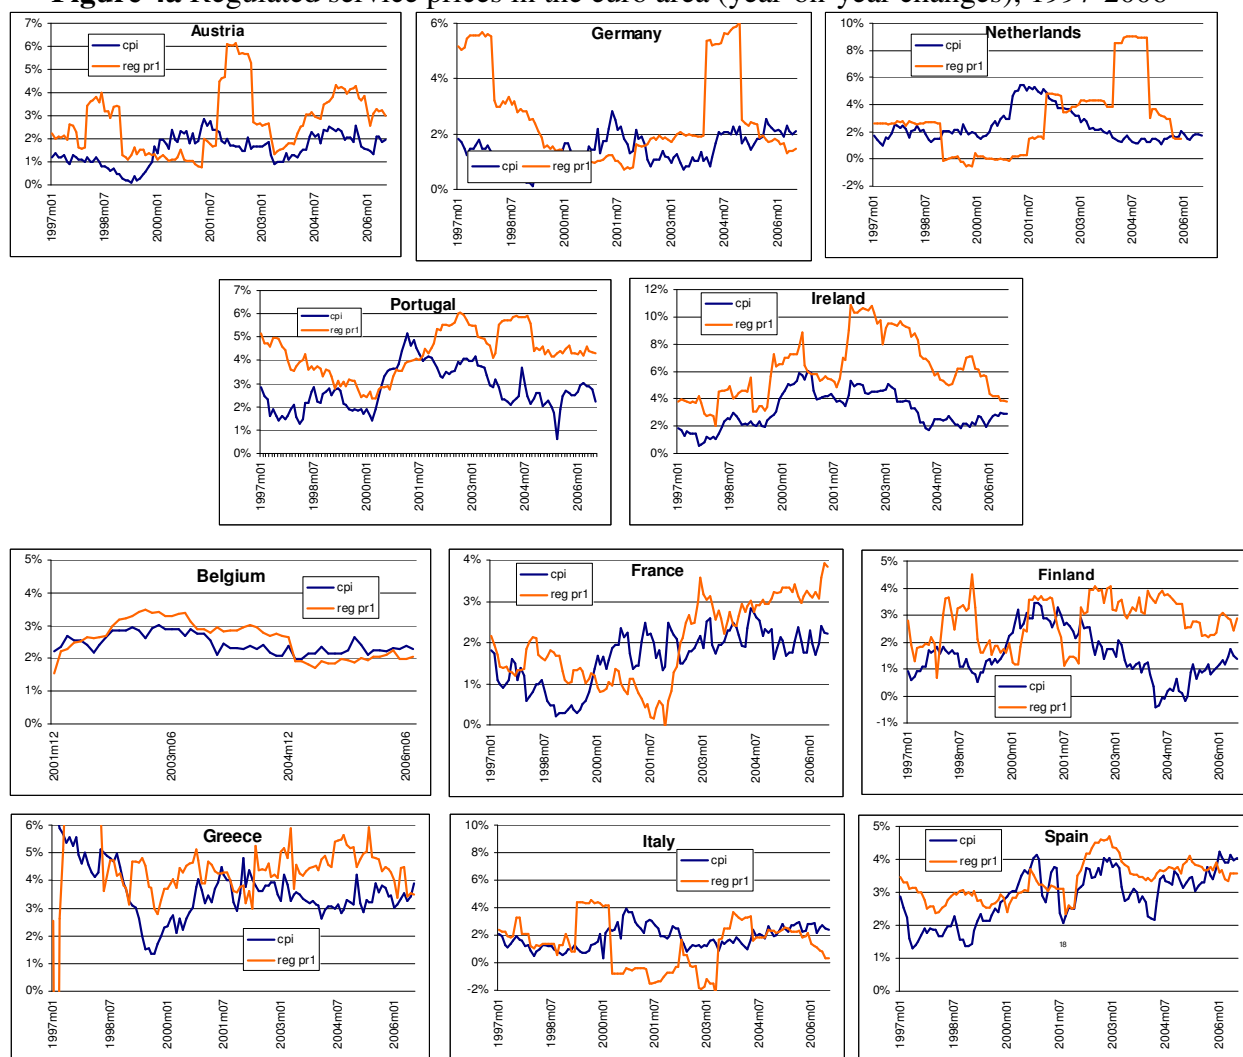 Figure 4a Regulated service prices in the euro area (year-on-year changes), 1997-2006
Austria
cpi
reg pr1
7%
6%
5%
4%
3%
2%
1%
0%
1997m01
1998m07
2000m01
2001m07
2003m01
2004m07
2006m01
Germany
6%
4%
2%
0%
cpi
reg pr1
1997m01
1998m07
2000m01
2001m07
2003m01
2004m07
2006m01
Netherlands
cpi
reg pr1
10%
8%
6%
4%
2%
0%
-2%
1997m01
1998m07
2000m01
2001m07
2003m01
2004m07
2006m01
Portugal
cpi
reg pr1
7%
6%
5%
4%
3%
2%
1%
0%
1997m01
1998m07
2000m01
2001m07
2003m01
2004m07
2006m01
Ireland
cpi
reg pr1
12%
10%
8%
6%
4%
2%
0%
1997m01
1998m07
2000m01
2001m07
2003m01
2004m07
2006m01
Belgium
cpi
reg pr1
5%
4%
3%
2%
1%
0%
2001m12
2003m06
2004m12
2006m06
France
cpi
reg pr1
4%
3%
2%
1%
0%
1997m01
1998m07
2000m01
2001m07
2003m01
2004m07
2006m01
Finland
5%
4%
3%
2%
1%
0%
-1%
cpi
reg pr1
1997m01
1998m07
2000m01
2001m07
2003m01
2004m07
2006m01
Greece
6%
5%
4%
3%
2%
1%
0%
cpi
reg pr1
1997m01
1998m07
2000m01
2001m07
2003m01
2004m07
2006m01
Italy
cpi
reg pr1
10%
8%
6%
4%
2%
0%
-2%
1997m01
1998m07
2000m01
2001m07
2003m01
2004m07
2006m01
Spain
cpi
reg pr1
5%
4%
3%
2%
1%
0%
18
1997m01
1998m07
2000m01
2001m07
2003m01
2004m07
2006m01